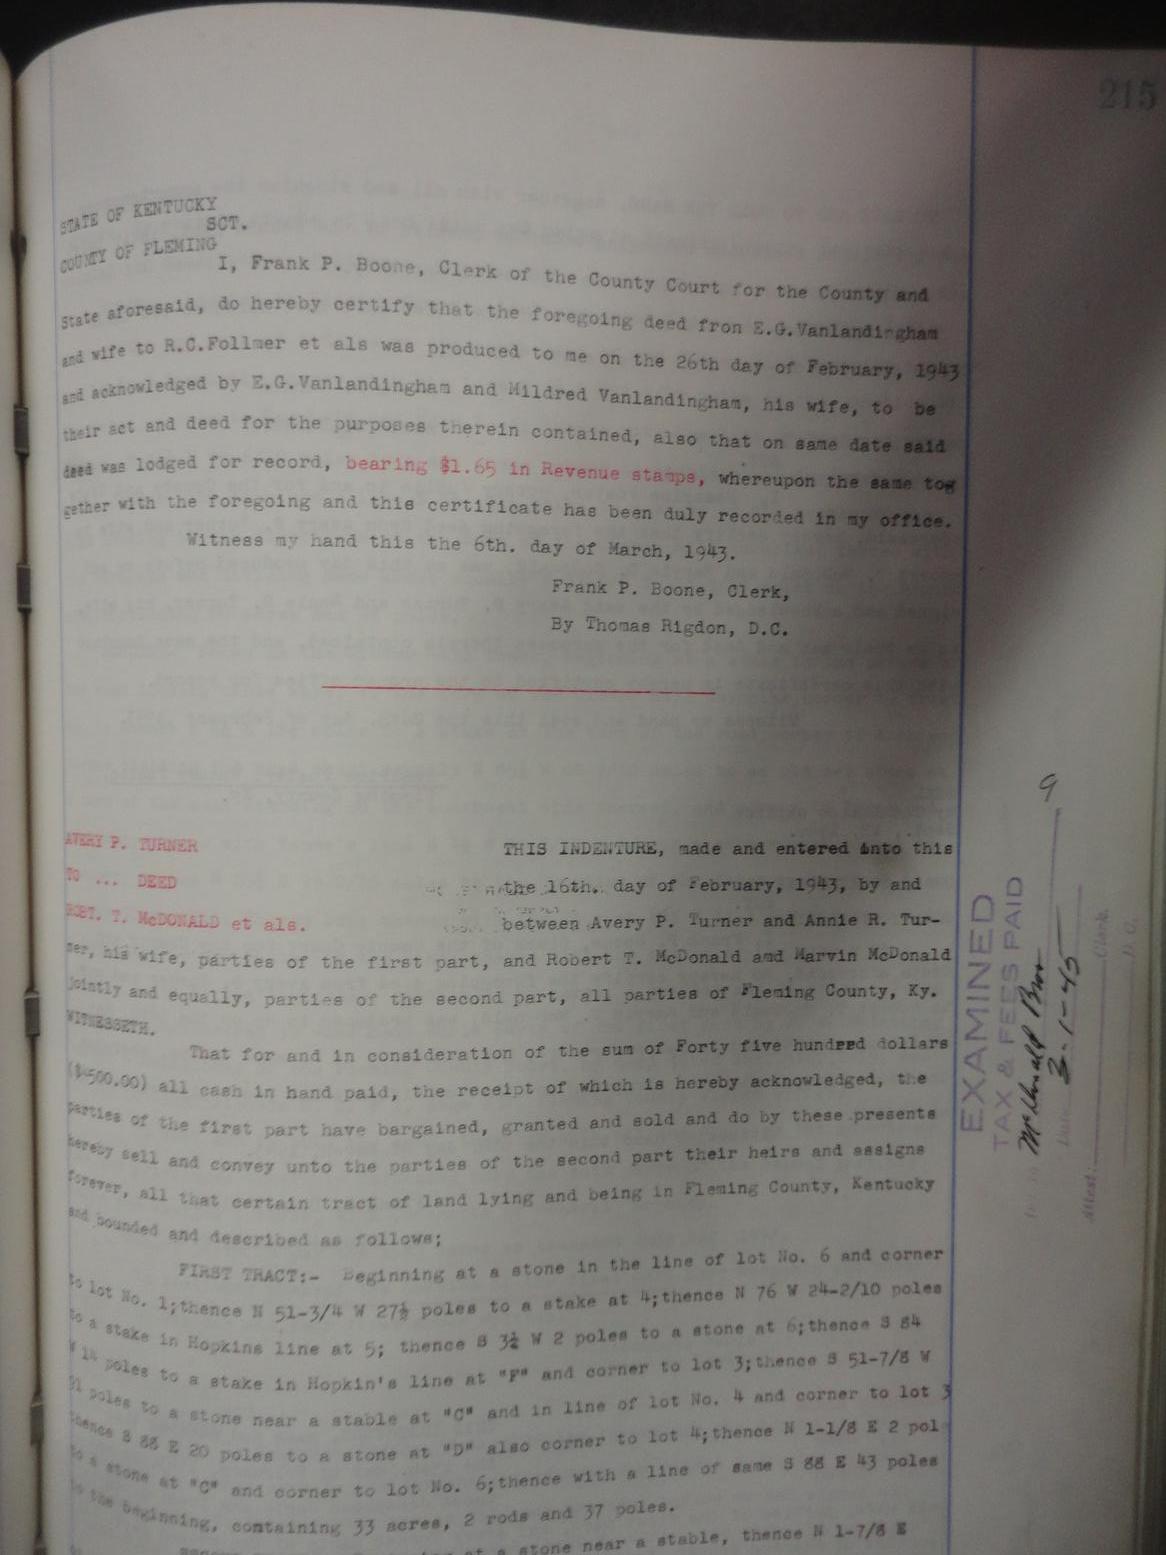 215
STATE OF KENTUCKY
SCT.
COUNTY OF FLEMING
I, Frank P. Boone, Clerk of the County Court for the County and
State aforesaid, do hereby certify that the foregoing deed fron E.G.Vanlandingham
and wife to R.C.Follmer et als was produced to me on the 26th day of February, 1943
and acknowledged by E.G.Vanlandingham and Mildred Vanlandingham, his wife, to be
their act and deed for the purposes therein contained, also that on same date said
deed was lodged for record, bearing $1.65 in Revenue stamps, whereupon the same tog
gether with the foregoing and this certificate has been duly recorded in my office.
Witness my hand this the 6th. day of March, 1943.
Frank P. Boone, Clerk,
By Thomas Rigdon, D.C.
AVERY P. TURNER
TO ... DEED
ROBT. T. McDONALD et als.
THIS INDENTURE, made and entered into this
the 16th. day of February, 1943, by and
between Avery P. Turner and Annie R. Tur-
ner, his wife, parties of the first part, and Robert T. McDonald and Marvin McDonald
jointly and equally, parties of the second part, all parties of Fleming County, Ky.
WITNESSETH.
That for and in consideration of the sum of Forty five hundred dollars
($4500.00) all cash in hand paid, the receipt of which is hereby acknowledged, the
parties of the first part have bargained, granted and sold and do by these presents
hereby sell and convey unto the parties of the second part their heirs and assigns
forever, all that certain tract of land lying and being in Fleming County, Kentucky
and bounded and described as follows;
FIRST TRACT:- Beginning at a stone in the line of lot No. 6 and corner
to lot No. 1;thence N 51-3/4 W 27½ poles to a stake at 4;thence N 76 W 24-2/10 poles
to a stake in Hopkins line at 5; thence S 3½ W 2 poles to a stone at 6;thence S 84
W 14 poles to a stake in Hopkin's line at "F" and corner to lot 3;thence S 51-7/8 W
51 poles to a stone near a stable at "C" and in line of lot No. 4 and corner to lot 3
thence S 88 E 20 poles to a stone at "D" also corner to lot 4;thence N 1-1/8 E 2 pol
to a stone at "C" and corner to lot No. 6;thence with a line of same S 88 E 43 poles
to the beginning, containing 33 acres, 2 rods and 37 poles.
at a stone near a stable, thence N 1-7/8 E
9
EXAMINED
TAX & FEES PAID
McDonald Bros
Date 3-1-45
Attest: Clerk
D. C.